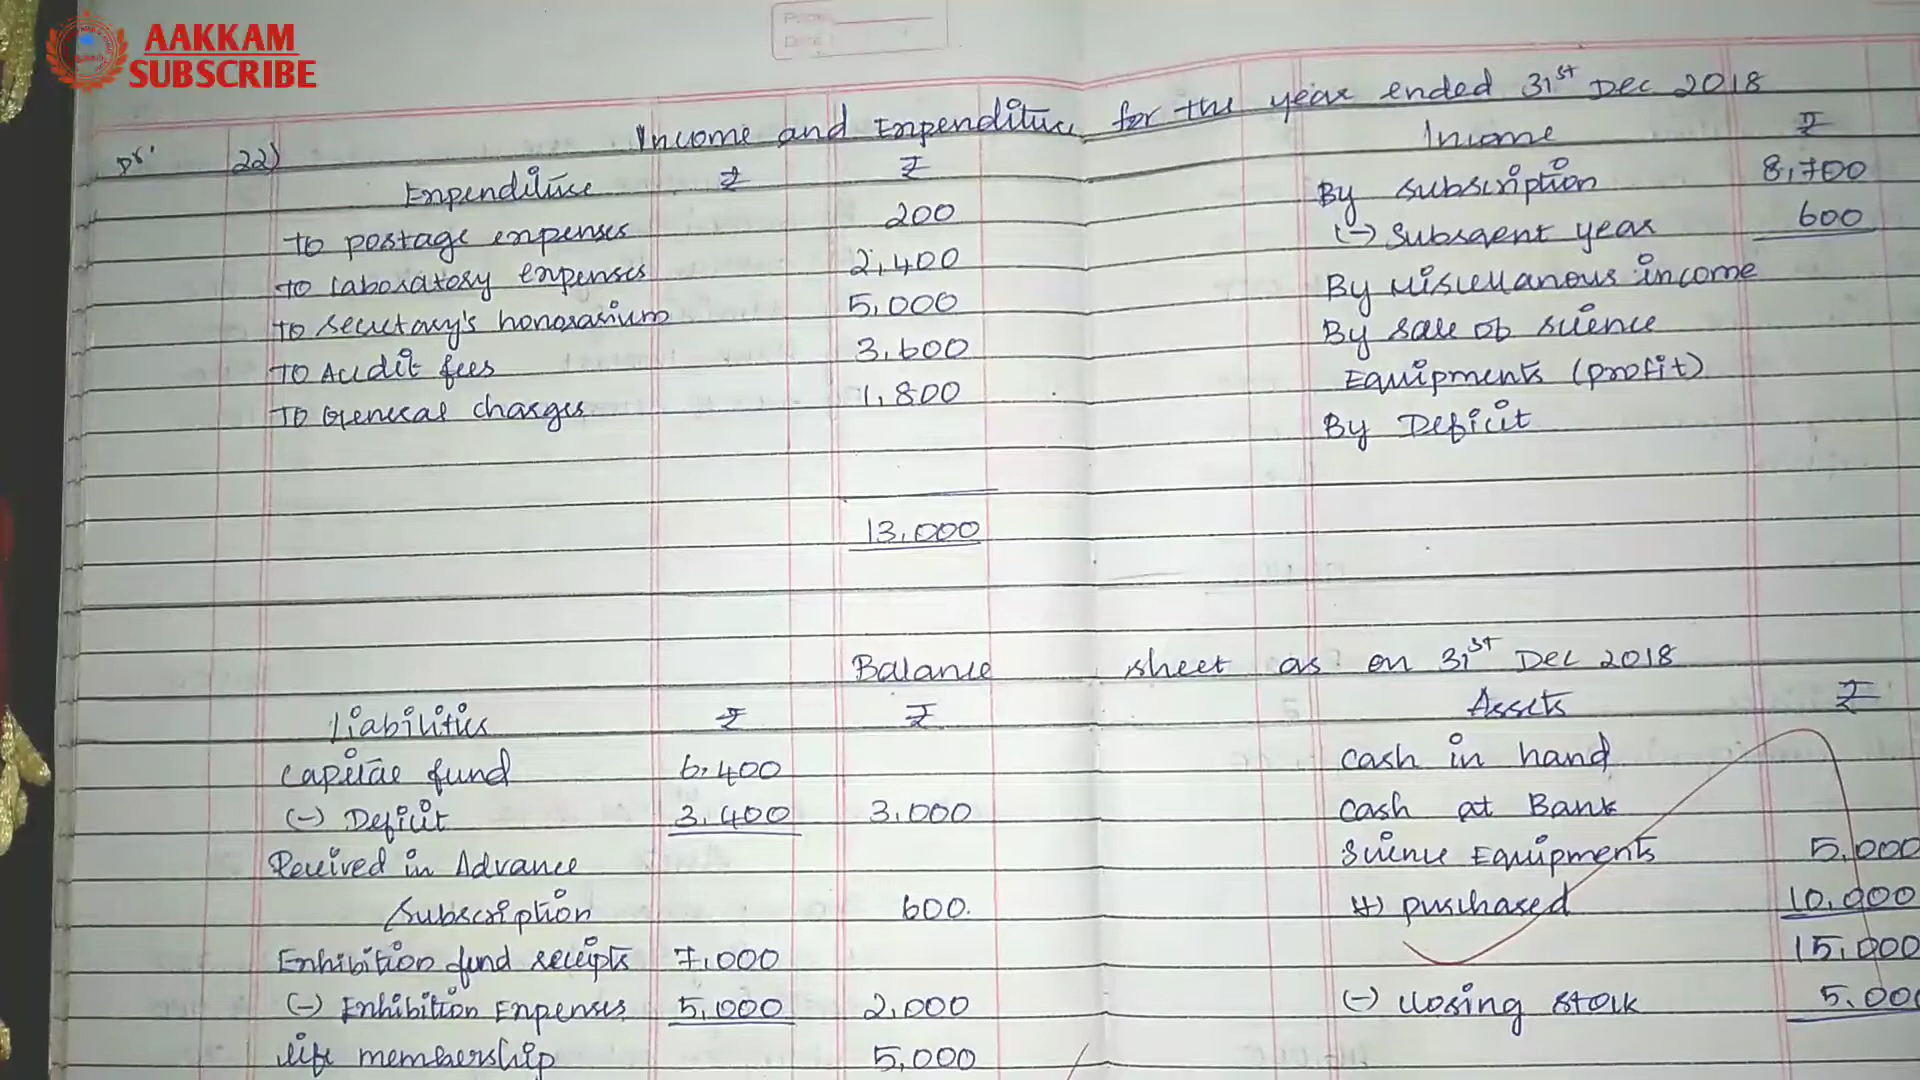 AAKKAM
SUBSCRIBE
Income and Expenditure for the year ended 31st Dec 2018
Dr. 22)
Expenditure ₹ ₹ Income ₹
to postage expenses 200 By subscription 8,700
to laboratory expenses 2,400 (-) Subsqent year 600
To secretary's honorarium 5,000 By Miscellanous income
To Audit fees 3,600 By sale of science
To General charges 1,800 Equipments (profit)
By Deficit
13,000
Balance sheet as on 31st Dec 2018
Liabilities ₹ ₹ Assets ₹
capital fund 6,400 cash in hand
(-) Deficit 3,400 3,000 cash at Bank
Received in Advance science Equipments 5,000
Subscription 600. (+) purchased 10,000
Exhibition fund receipts 7,000 15,000
(-) Exhibition Expenses 5,000 2,000 (-) closing stock 5,00
life membership 5,000